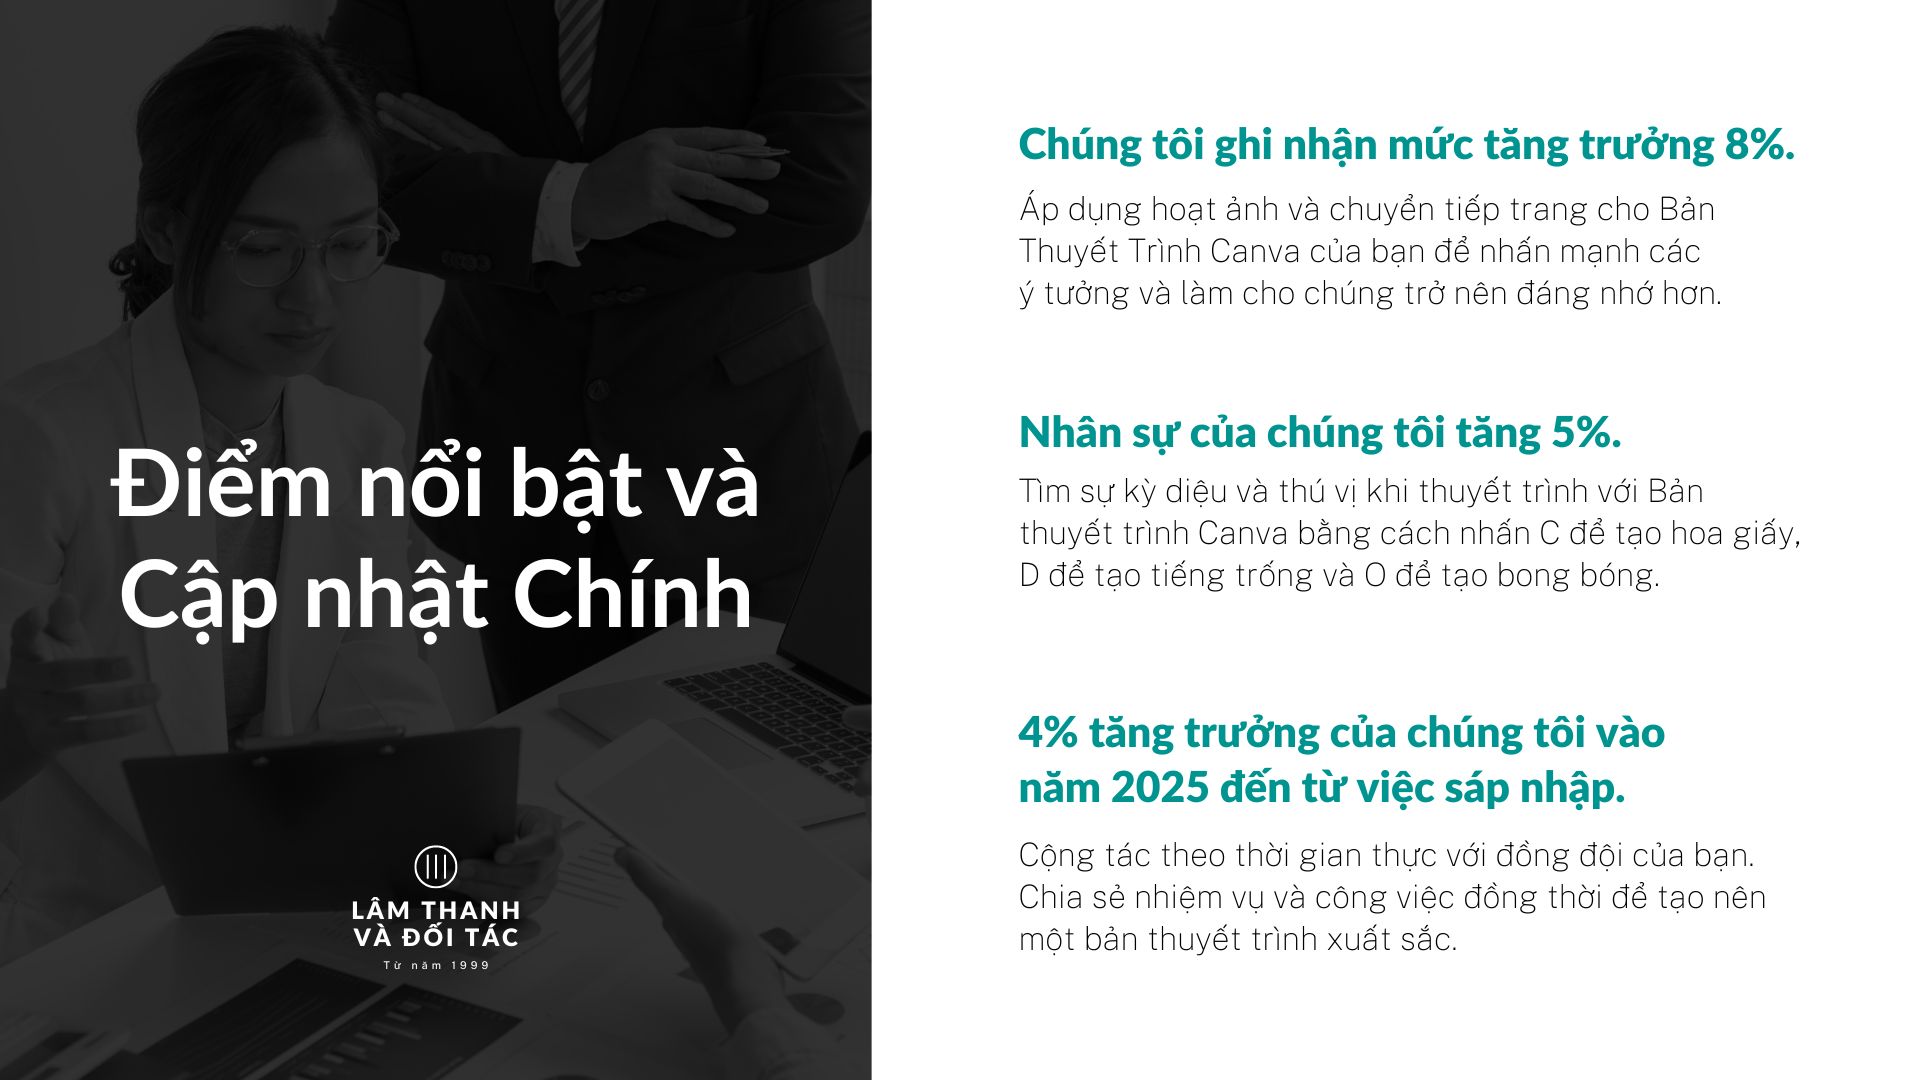 Điểm nổi bật và
Cập nhật Chính
LÂM THANH
VÀ ĐỐI TÁC
Từ năm 1999
Chúng tôi ghi nhận mức tăng trưởng 8%.
Áp dụng hoạt ảnh và chuyển tiếp trang cho Bản
Thuyết Trình Canva của bạn để nhấn mạnh các
ý tưởng và làm cho chúng trở nên đáng nhớ hơn.
Nhân sự của chúng tôi tăng 5%.
Tìm sự kỳ diệu và thú vị khi thuyết trình với Bản
thuyết trình Canva bằng cách nhấn C để tạo hoa giấy,
D để tạo tiếng trống và O để tạo bong bóng.
4% tăng trưởng của chúng tôi vào
năm 2025 đến từ việc sáp nhập.
Cộng tác theo thời gian thực với đồng đội của bạn.
Chia sẻ nhiệm vụ và công việc đồng thời để tạo nên
một bản thuyết trình xuất sắc.